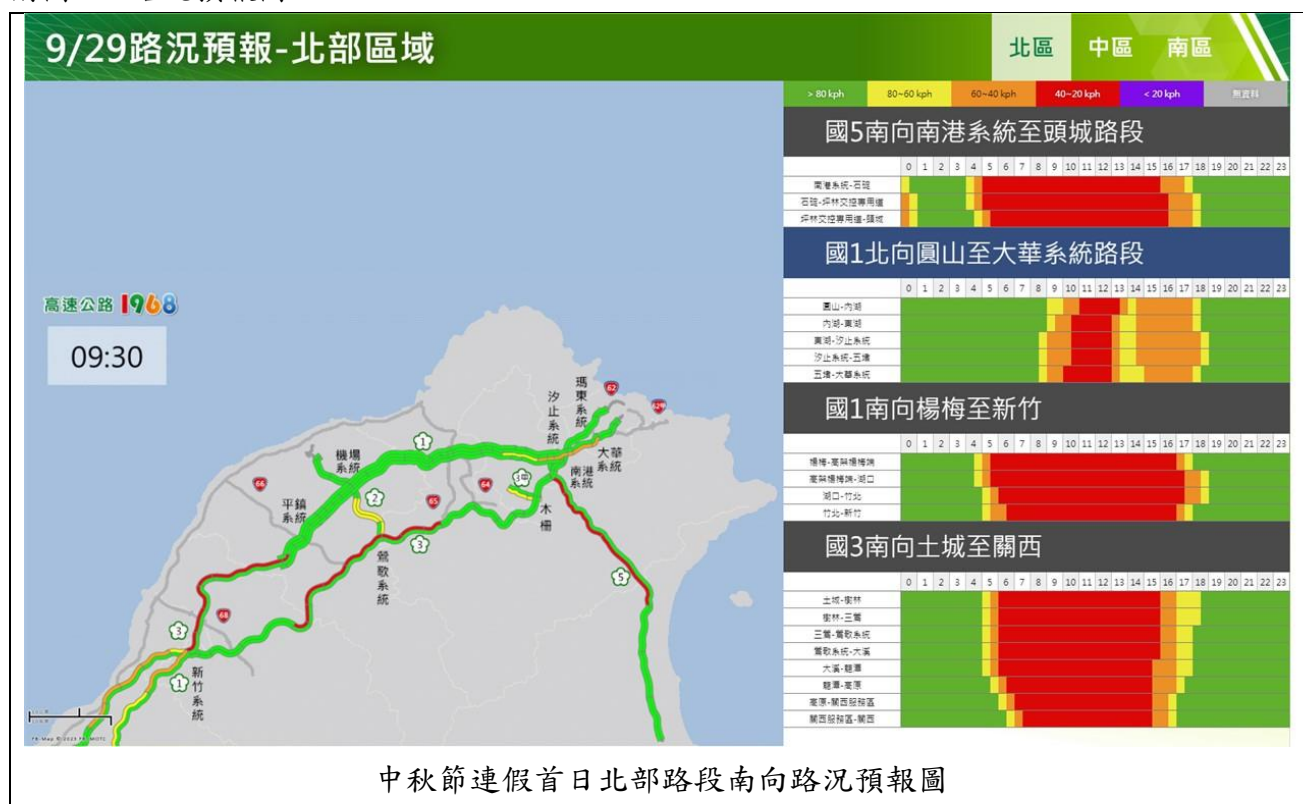 9/29路況預報-北部區域
北區 中區 南區
> 80 kph 80~60 kph 60~40 kph 40~20 kph < 20 kph 無資料
國5南向南港系統至頭城路段
0 1 2 3 4 5 6 7 8 9 10 11 12 13 14 15 16 17 18 19 20 21 22 23
南港系統-石碇
石碇-坪林交控專用道
坪林交控專用道-頭城
國1北向圓山至大華系統路段
0 1 2 3 4 5 6 7 8 9 10 11 12 13 14 15 16 17 18 19 20 21 22 23
圓山-內湖
內湖-東湖
東湖-汐止系統
汐止系統-五堵
五堵-大華系統
國1南向楊梅至新竹
0 1 2 3 4 5 6 7 8 9 10 11 12 13 14 15 16 17 18 19 20 21 22 23
楊梅-高架楊梅端
高架楊梅端-湖口
湖口-竹北
竹北-新竹
國3南向土城至關西
0 1 2 3 4 5 6 7 8 9 10 11 12 13 14 15 16 17 18 19 20 21 22 23
土城-樹林
樹林-三鶯
三鶯-鶯歌系統
鶯歌系統-大溪
大溪-龍潭
龍潭-高原
高原-關西服務區
關西服務區-關西
高速公路1968
09:30
瑪東系統
62
汐止系統
大華系統
1
機場系統
南港系統
3甲
66
2
65
64
平鎮系統
木柵
3
鶯歌系統
5
68
3
1
新竹系統
中秋節連假首日北部路段南向路況預報圖